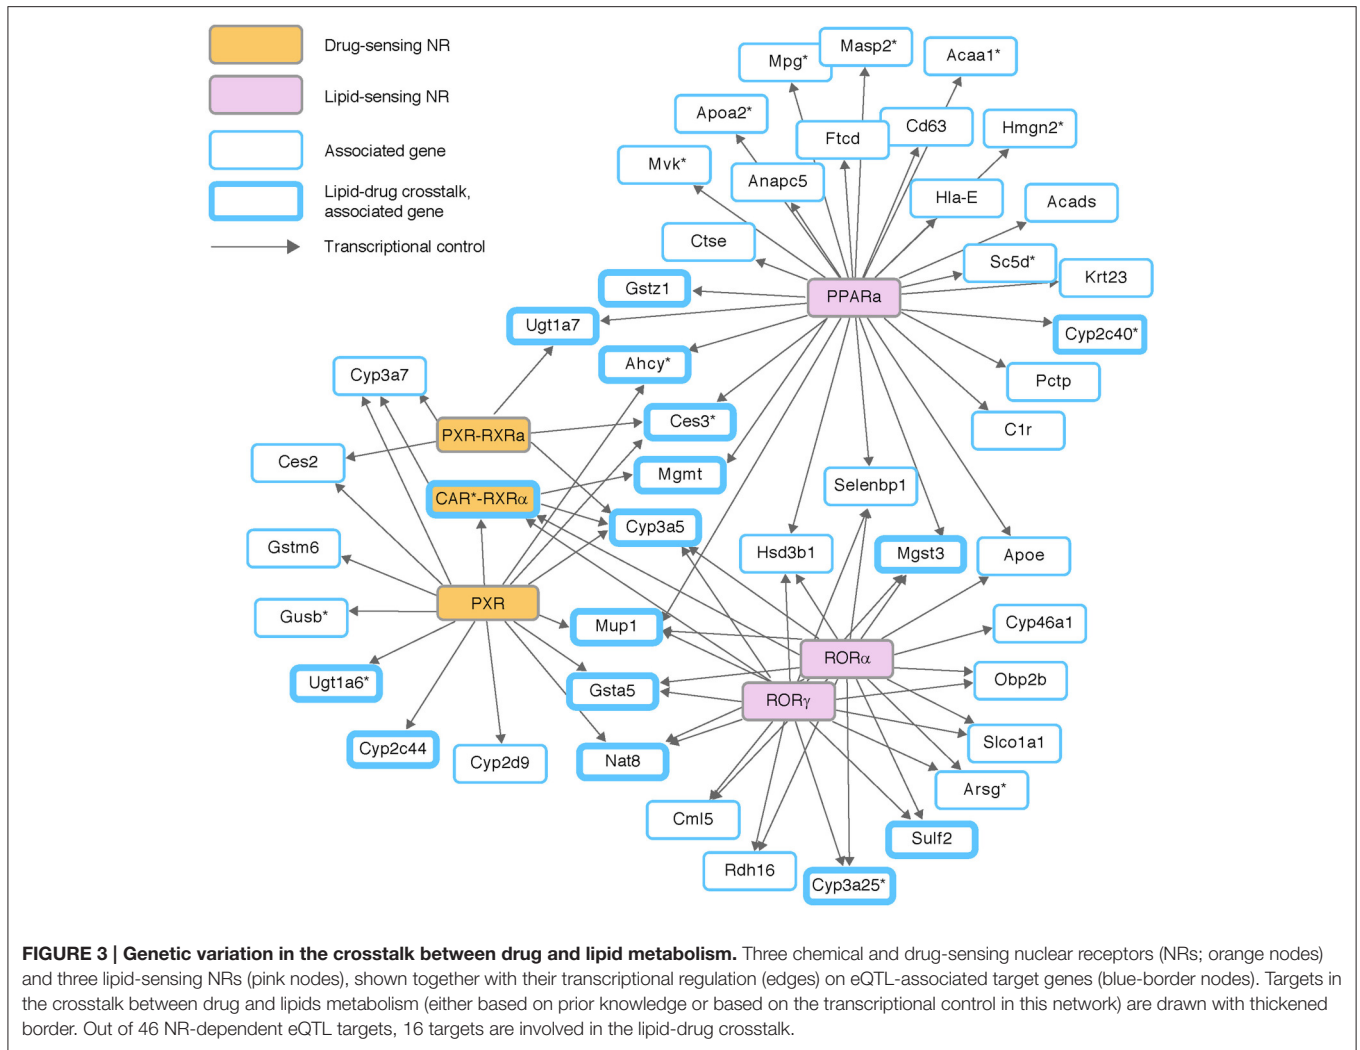 Drug-sensing NR
Lipid-sensing NR
Associated gene
Lipid-drug crosstalk,
associated gene
Transcriptional control
Masp2*
Mpg*
Acaa1*
Apoa2*
Cd63
Hmgn2*
Ftcd
Mvk*
Anapc5
Hla-E
Acads
Ctse
Sc5d*
Krt23
Gstz1
PPARa
Ugt1a7
Cyp2c40*
Ahcy*
Cyp3a7
Pctp
Ces3*
C1r
PXR-RXRa
Ces2
Mgmt
Selenbp1
CAR*-RXRα
Cyp3a5
Gstm6
Hsd3b1
Mgst3
Apoe
PXR
Gusb*
Mup1
Cyp46a1
RORα
Ugt1a6*
Gsta5
Obp2b
RORγ
Cyp2c44
Cyp2d9
Nat8
Slco1a1
Arsg*
Cml5
Sulf2
Rdh16
Cyp3a25*
FIGURE 3 | Genetic variation in the crosstalk between drug and lipid metabolism. Three chemical and drug-sensing nuclear receptors (NRs; orange nodes)
and three lipid-sensing NRs (pink nodes), shown together with their transcriptional regulation (edges) on eQTL-associated target genes (blue-border nodes). Targets in
the crosstalk between drug and lipids metabolism (either based on prior knowledge or based on the transcriptional control in this network) are drawn with thickened
border. Out of 46 NR-dependent eQTL targets, 16 targets are involved in the lipid-drug crosstalk.